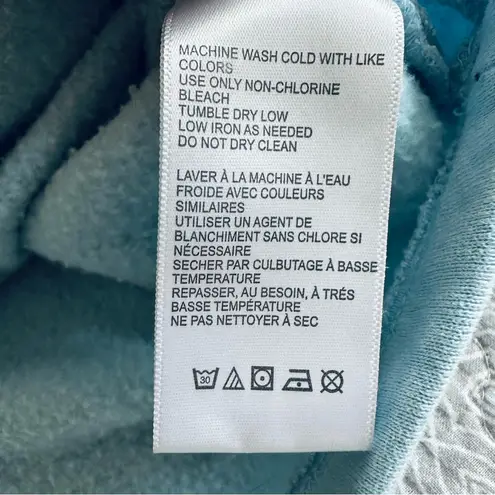 MACHINE WASH COLD WITH LIKE
COLORS
USE ONLY NON-CHLORINE
BLEACH
TUMBLE DRY LOW
LOW IRON AS NEEDED
DO NOT DRY CLEAN
LAVER À LA MACHINE À L'EAU
FROIDE AVEC COULEURS
SIMILAIRES
UTILISER UN AGENT DE
BLANCHIMENT SANS CHLORE SI
NÉCESSAIRE
SECHER PAR CULBUTAGE À BASSE
TEMPERATURE
REPASSER, AU BESOIN, À TRÉS
BASSE TEMPÉRATURE
NE PAS NETTOYER À SEC
30